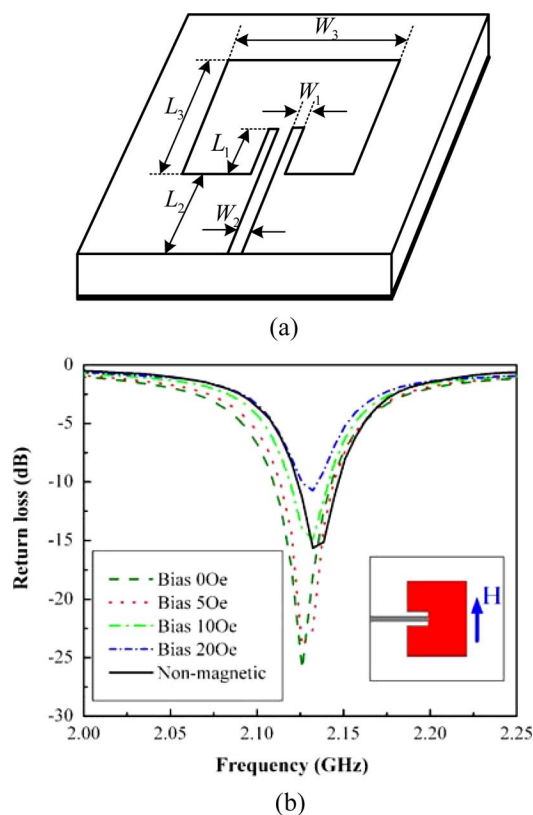 W3
W1
L3
L1
L2
W2
(a)
0
-5
-10
-15
-20
-25
-30
Return loss (dB)
Bias 0Oe
Bias 5Oe
Bias 10Oe
Bias 20Oe
Non-magnetic
H
2.00 2.05 2.10 2.15 2.20 2.25
Frequency (GHz)
(b)